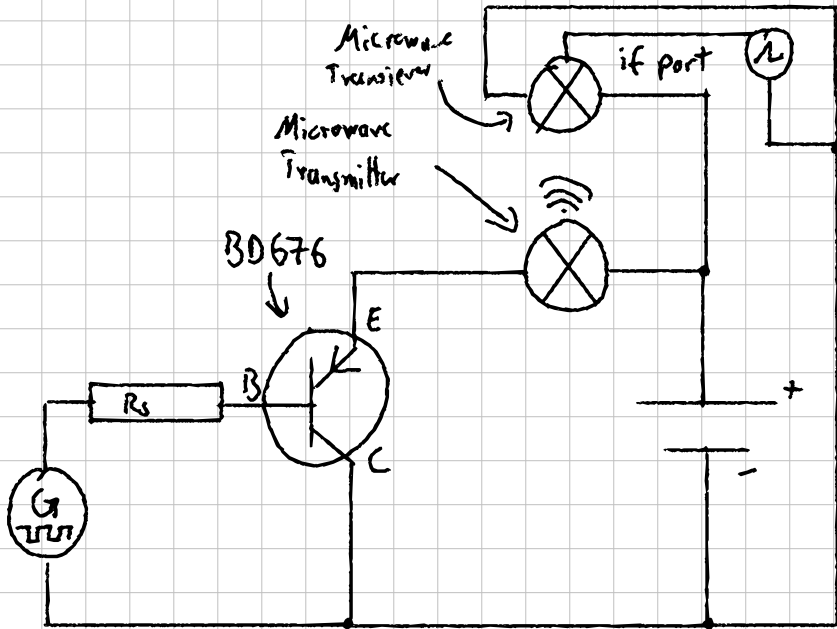 Microwave
Transiever
if port
Microwave
Transmitter
BD676
E
B
Rs
C
G
+
-